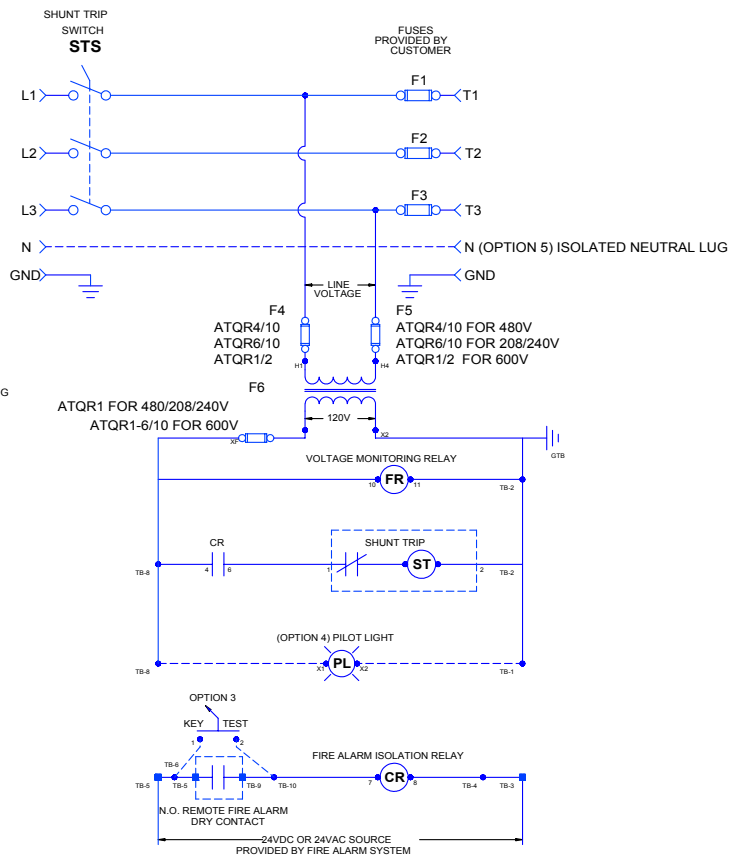 SHUNT TRIP
SWITCH
STS
FUSES
PROVIDED BY
CUSTOMER
L1
F1
T1
L2
F2
T2
L3
F3
T3
N
N (OPTION 5) ISOLATED NEUTRAL LUG
GND
GND
LINE
VOLTAGE
F4
F5
ATQR4/10
ATQR4/10 FOR 480V
ATQR6/10
ATQR6/10 FOR 208/240V
ATQR1/2
ATQR1/2 FOR 600V
H1
H4
G
F6
ATQR1 FOR 480/208/240V
ATQR1-6/10 FOR 600V
120V
XF
X2
GTB
VOLTAGE MONITORING RELAY
10
FR
11
TB-2
CR
SHUNT TRIP
TB-8
4
6
1
ST
2
TB-2
(OPTION 4) PILOT LIGHT
TB-8
X1
PL
X2
TB-1
OPTION 3
KEY
TEST
1
2
FIRE ALARM ISOLATION RELAY
TB-6
TB-5
TB-5
TB-9
TB-10
7
CR
8
TB-4
TB-3
N.O. REMOTE FIRE ALARM
DRY CONTACT
24VDC OR 24VAC SOURCE
PROVIDED BY FIRE ALARM SYSTEM